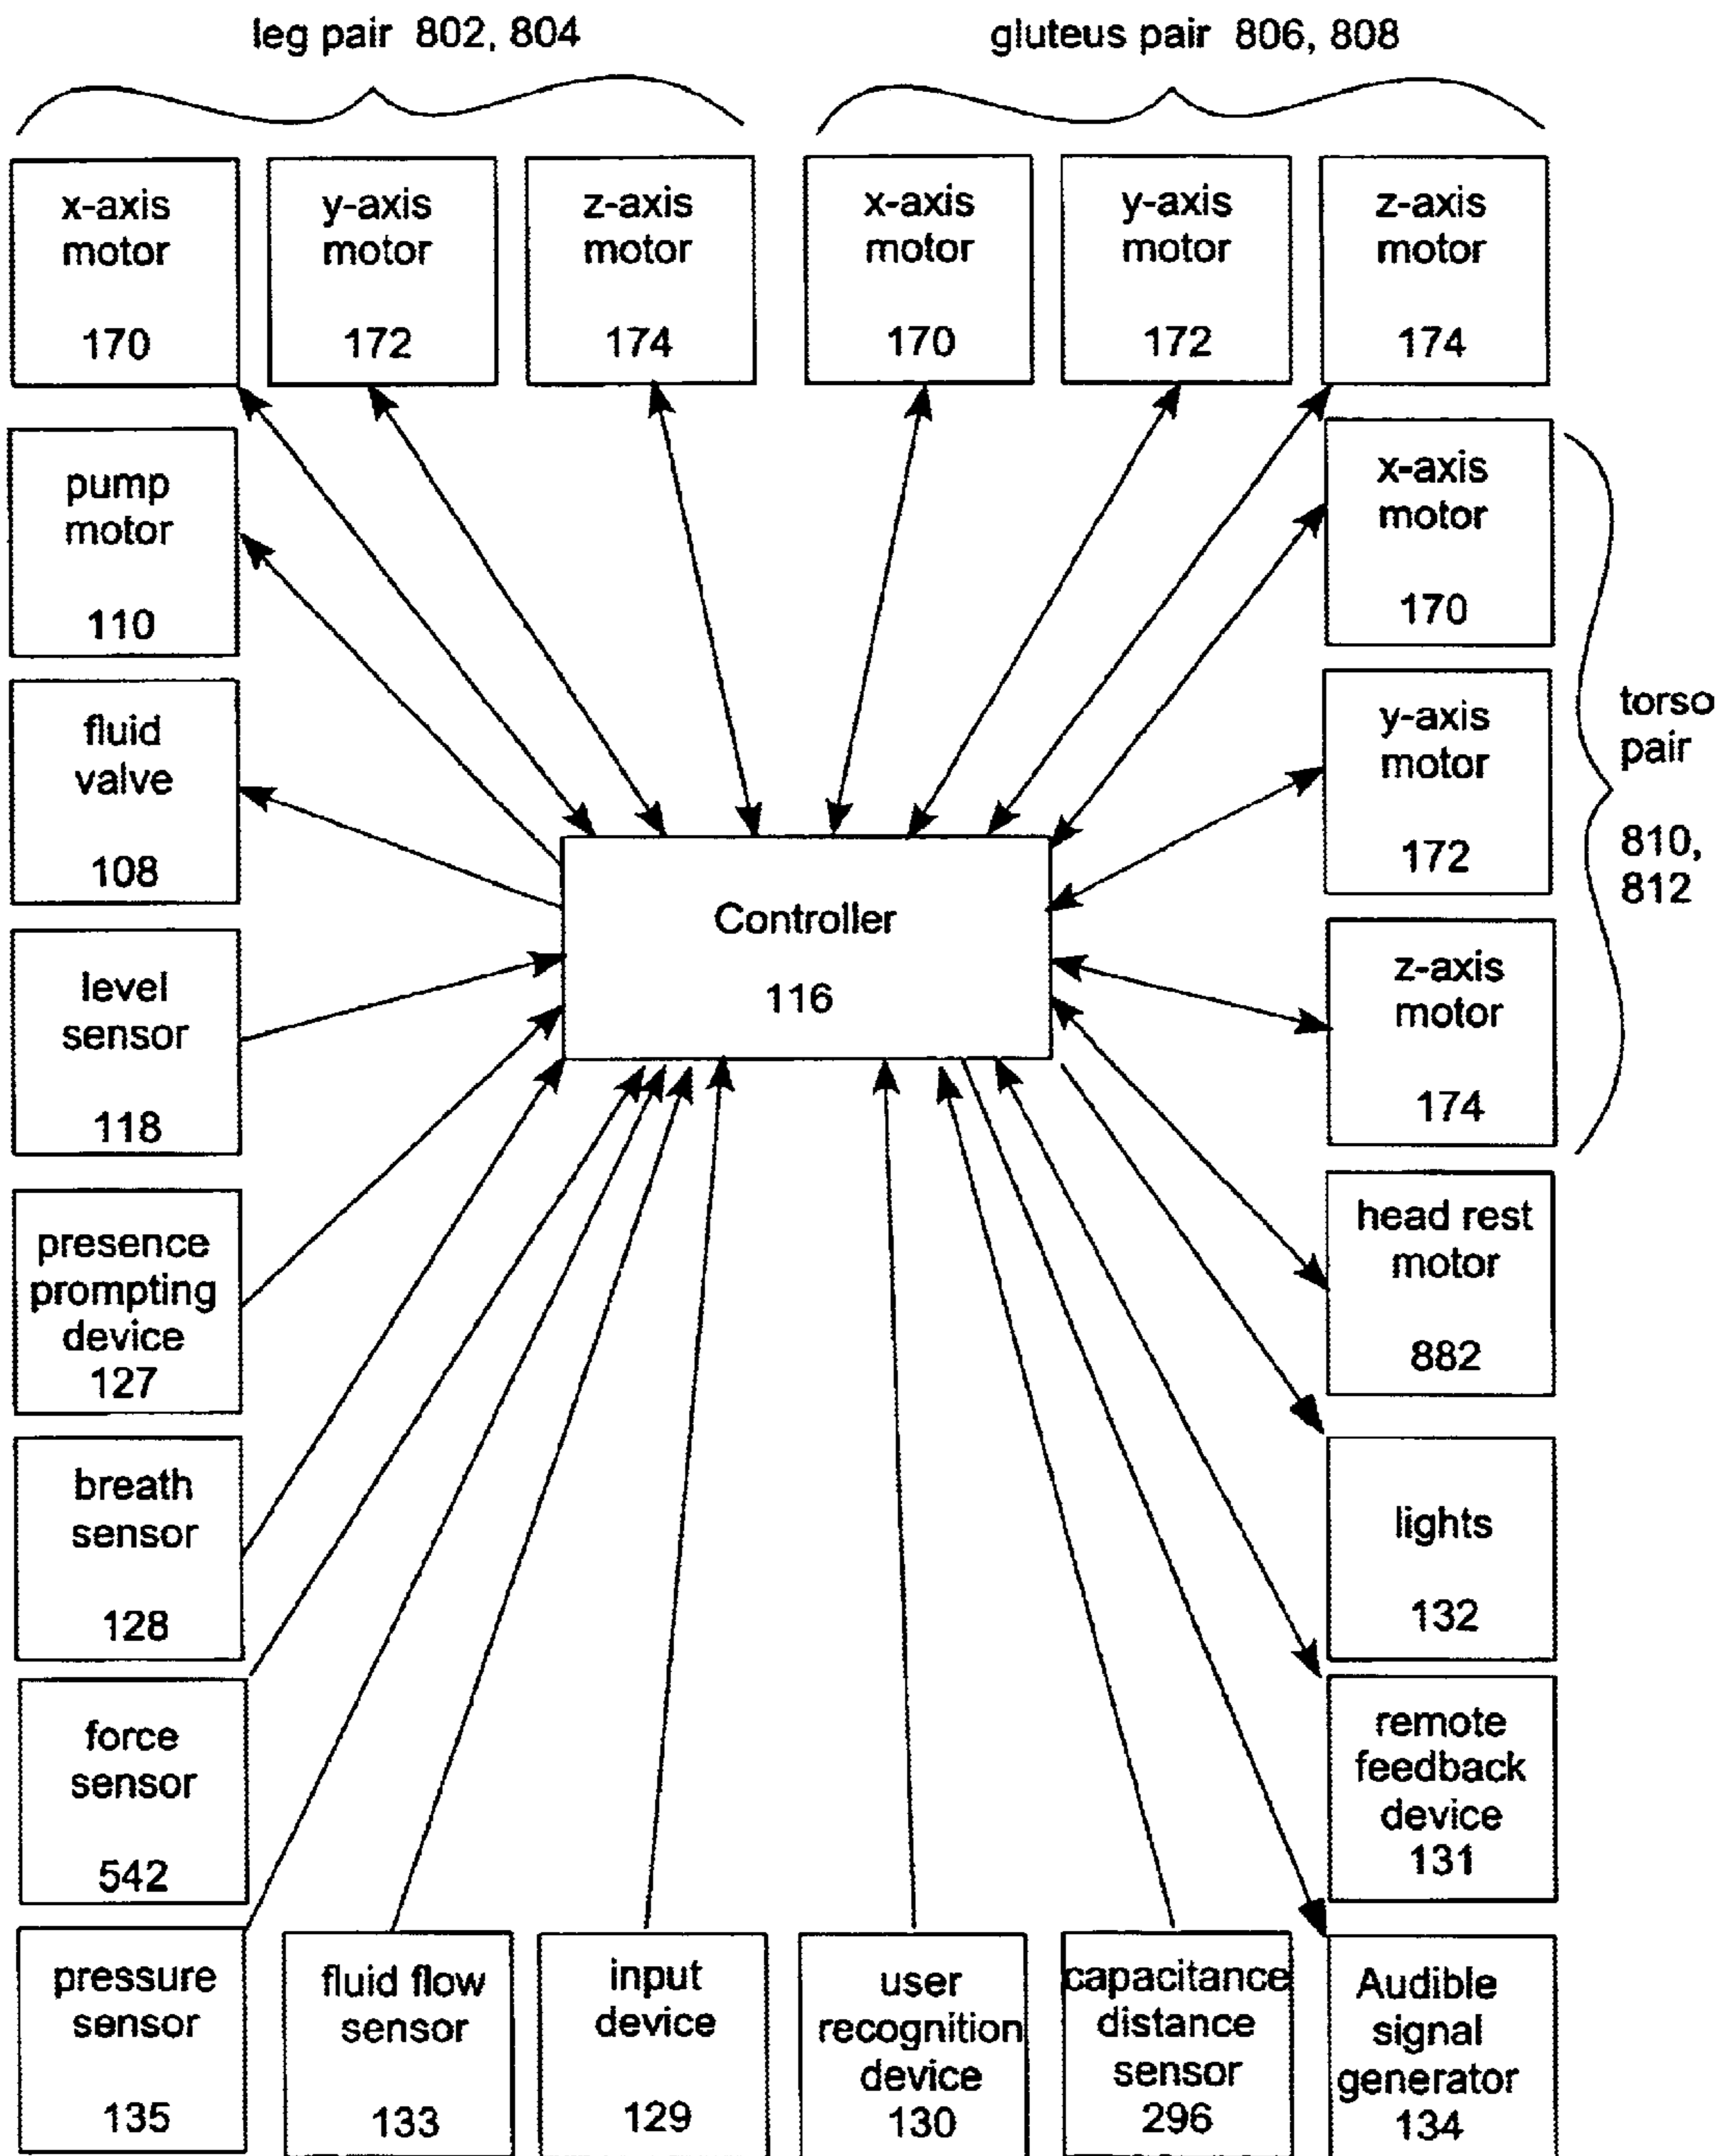 leg pair 802, 804
gluteus pair 806, 808
x-axis
motor
170
y-axis
motor
172
z-axis
motor
174
x-axis
motor
170
y-axis
motor
172
z-axis
motor
174
pump
motor
110
x-axis
motor
170
fluid
valve
108
y-axis
motor
172
torso
pair
810,
812
Controller
116
level
sensor
118
z-axis
motor
174
presence
prompting
device
127
head rest
motor
882
breath
sensor
128
lights
132
force
sensor
542
remote
feedback
device
131
pressure
sensor
135
fluid flow
sensor
133
input
device
129
user
recognition
device
130
capacitance
distance
sensor
296
Audible
signal
generator
134